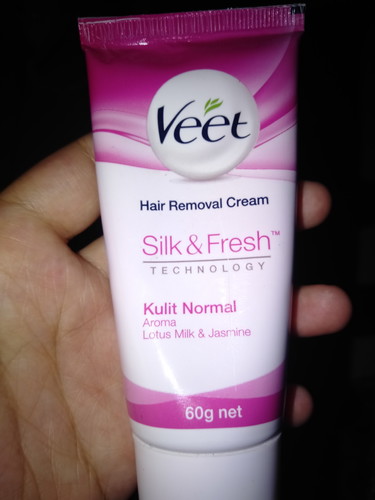 Veet
Hair Removal Cream
Silk & Fresh™
TECHNOLOGY
Kulit Normal
Aroma
Lotus Milk & Jasmine
60g net